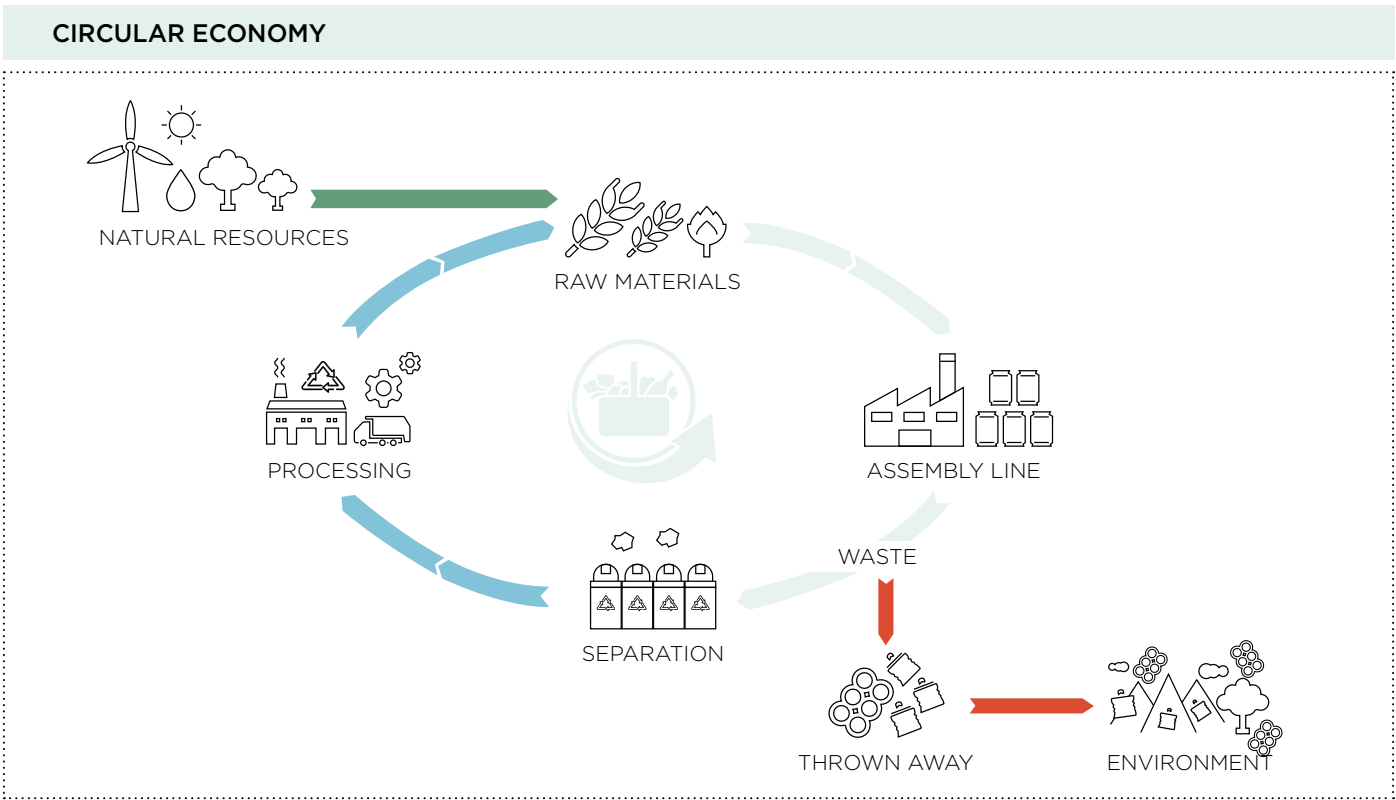 CIRCULAR ECONOMY
NATURAL RESOURCES
RAW MATERIALS
PROCESSING
ASSEMBLY LINE
WASTE
SEPARATION
THROWN AWAY
ENVIRONMENT